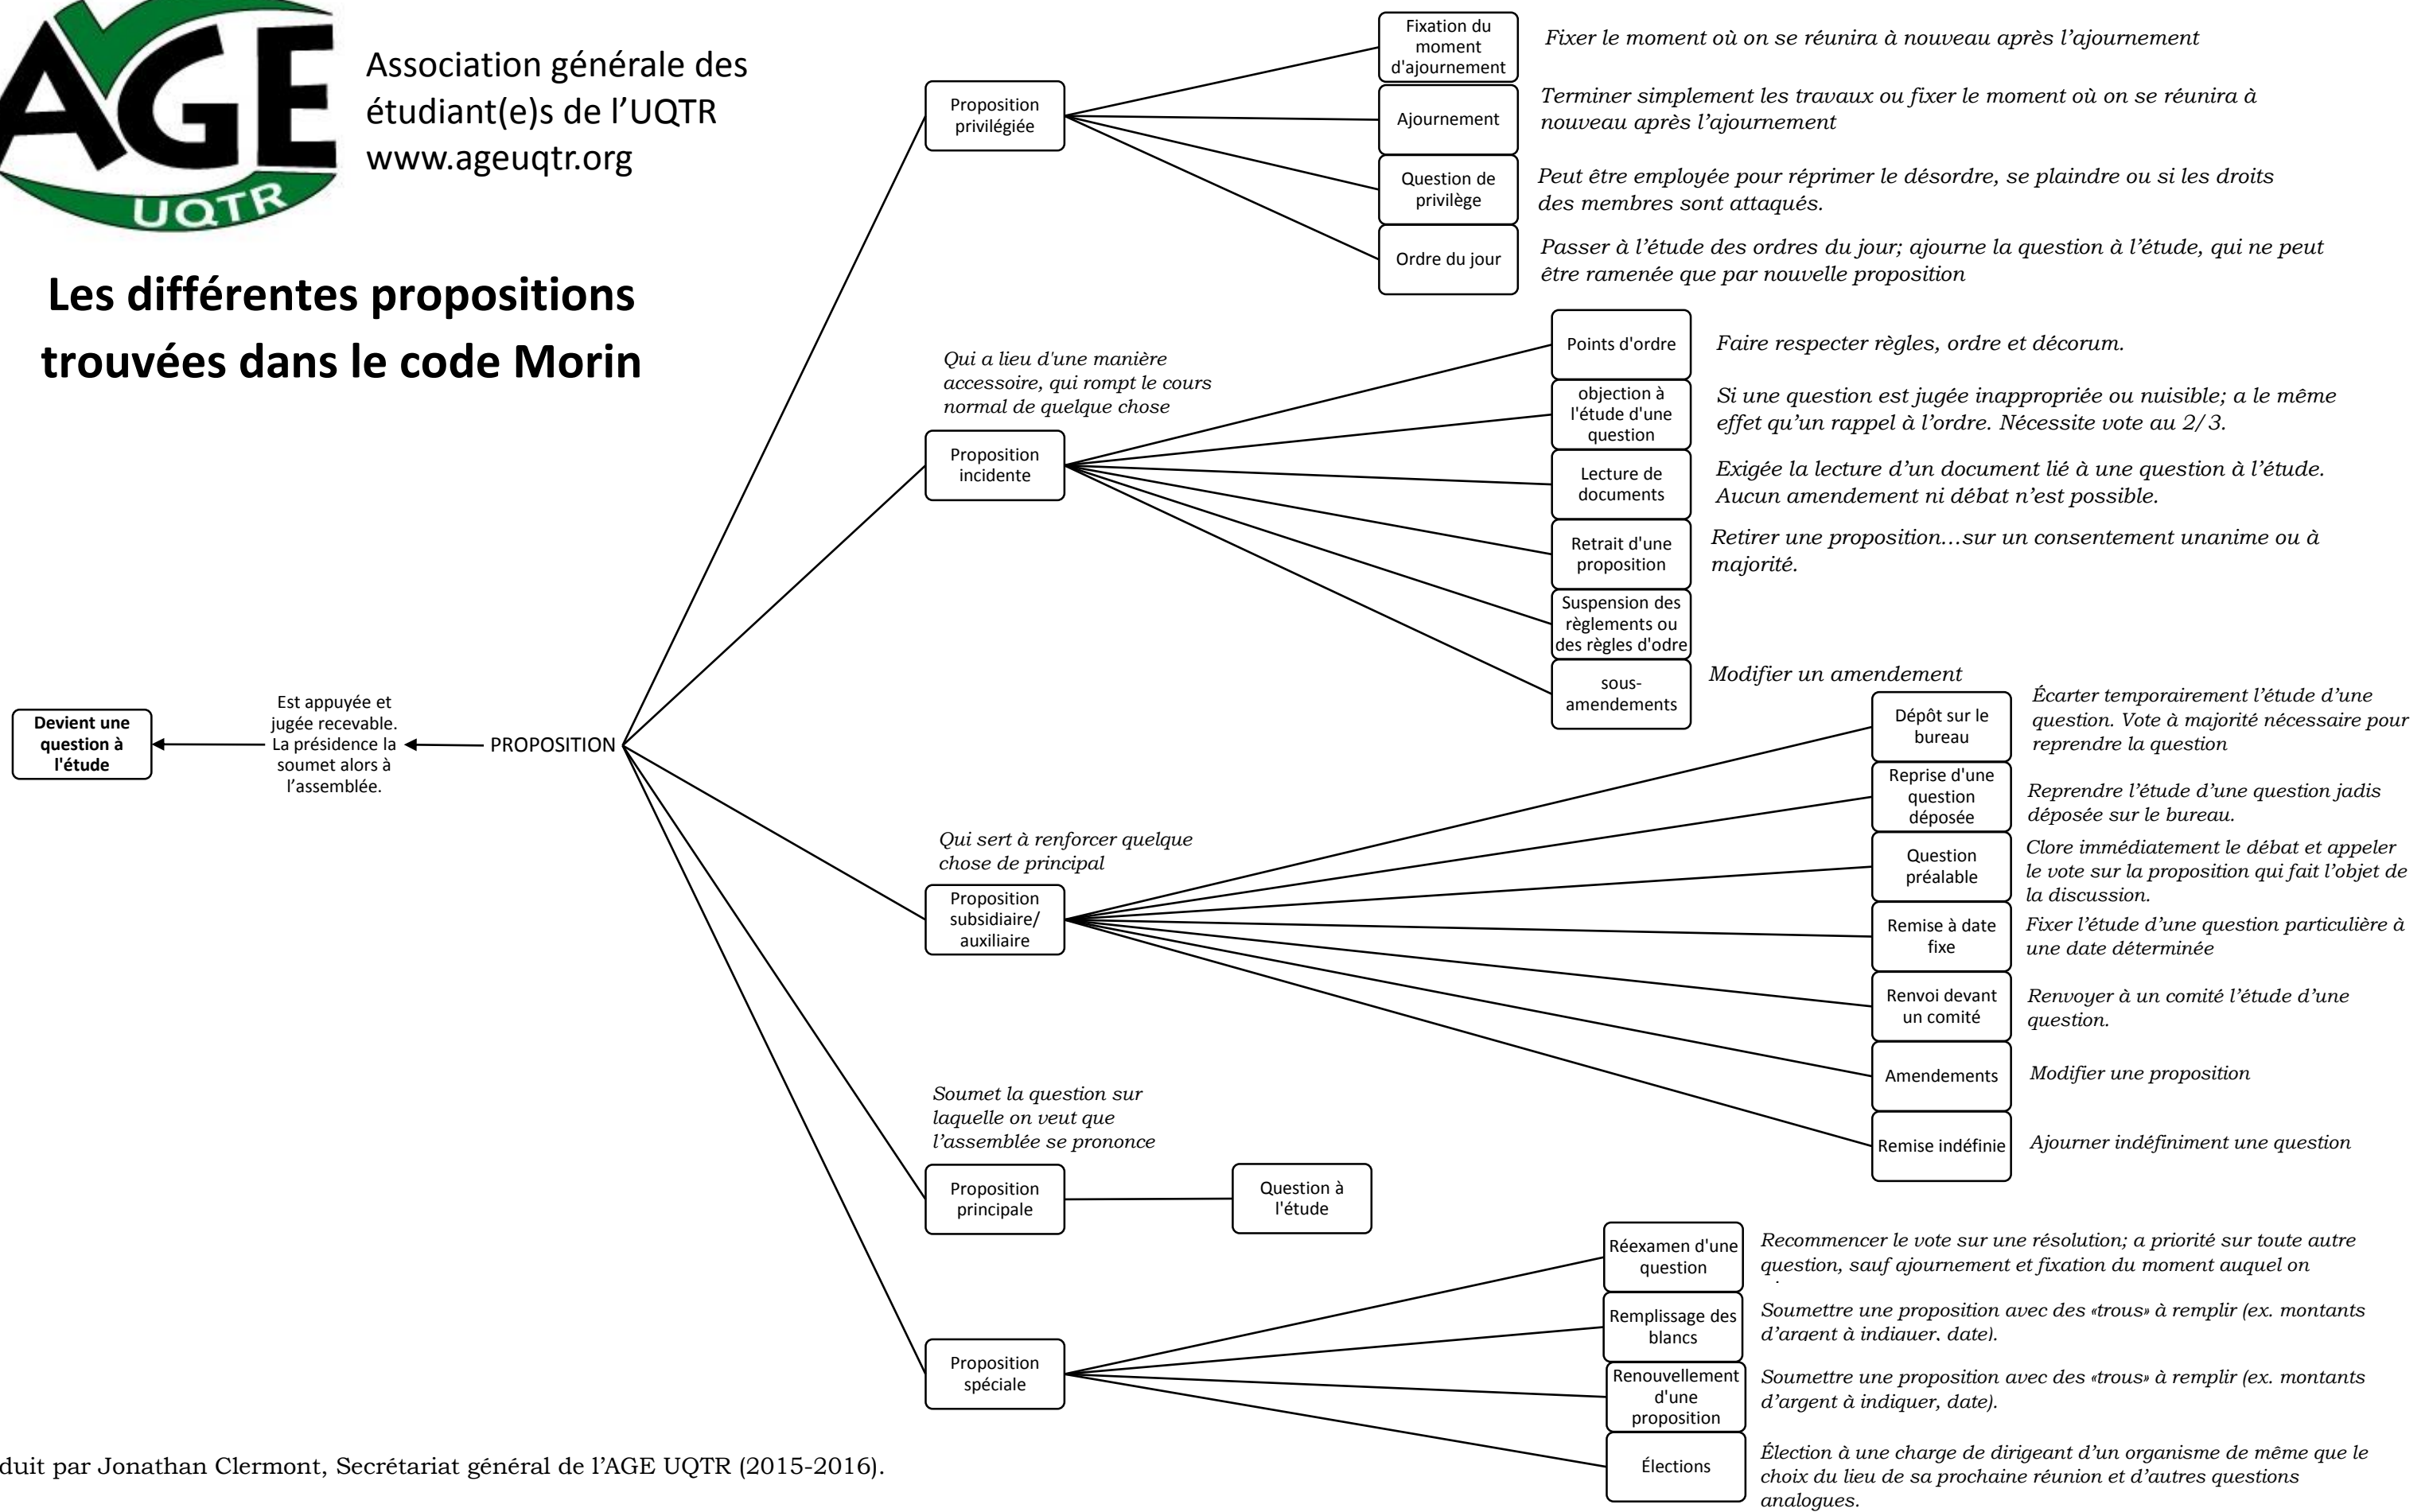 AGE
UQTR
Association générale des
étudiant(e)s de l’UQTR
www.ageuqtr.org
Les différentes propositions
trouvées dans le code Morin
Devient une
question à
l'étude
Est appuyée et
jugée recevable.
La présidence la
soumet alors à
l’assemblée.
PROPOSITION
Proposition
privilégiée
Fixation du
moment
d'ajournement
Fixer le moment où on se réunira à nouveau après l’ajournement
Ajournement
Terminer simplement les travaux ou fixer le moment où on se réunira à
nouveau après l’ajournement
Question de
privilège
Peut être employée pour réprimer le désordre, se plaindre ou si les droits
des membres sont attaqués.
Ordre du jour
Passer à l’étude des ordres du jour; ajourne la question à l’étude, qui ne peut
être ramenée que par nouvelle proposition
Qui a lieu d'une manière
accessoire, qui rompt le cours
normal de quelque chose
Proposition
incidente
Points d'ordre
Faire respecter règles, ordre et décorum.
objection à
l'étude d'une
question
Si une question est jugée inappropriée ou nuisible; a le même
effet qu’un rappel à l’ordre. Nécessite vote au 2/3.
Lecture de
documents
Exigée la lecture d’un document lié à une question à l’étude.
Aucun amendement ni débat n’est possible.
Retrait d'une
proposition
Retirer une proposition…sur un consentement unanime ou à
majorité.
Suspension des
règlements ou
des règles d'odre
sous-
amendements
Modifier un amendement
Qui sert à renforcer quelque
chose de principal
Proposition
subsidiaire/
auxiliaire
Dépôt sur le
bureau
Écarter temporairement l’étude d’une
question. Vote à majorité nécessaire pour
reprendre la question
Reprise d'une
question
déposée
Reprendre l’étude d’une question jadis
déposée sur le bureau.
Question
préalable
Clore immédiatement le débat et appeler
le vote sur la proposition qui fait l’objet de
la discussion.
Remise à date
fixe
Fixer l’étude d’une question particulière à
une date déterminée
Renvoi devant
un comité
Renvoyer à un comité l’étude d’une
question.
Amendements
Modifier une proposition
Remise indéfinie
Ajourner indéfiniment une question
Soumet la question sur
laquelle on veut que
l’assemblée se prononce
Proposition
principale
Question à
l'étude
Proposition
spéciale
Réexamen d'une
question
Recommencer le vote sur une résolution; a priorité sur toute autre
question, sauf ajournement et fixation du moment auquel on
Remplissage des
blancs
Soumettre une proposition avec des «trous» à remplir (ex. montants
d’argent à indiquer, date).
Renouvellement
d'une
proposition
Soumettre une proposition avec des «trous» à remplir (ex. montants
d’argent à indiquer, date).
Élections
Élection à une charge de dirigeant d’un organisme de même que le
choix du lieu de sa prochaine réunion et d’autres questions
analogues.
duit par Jonathan Clermont, Secrétariat général de l’AGE UQTR (2015-2016).